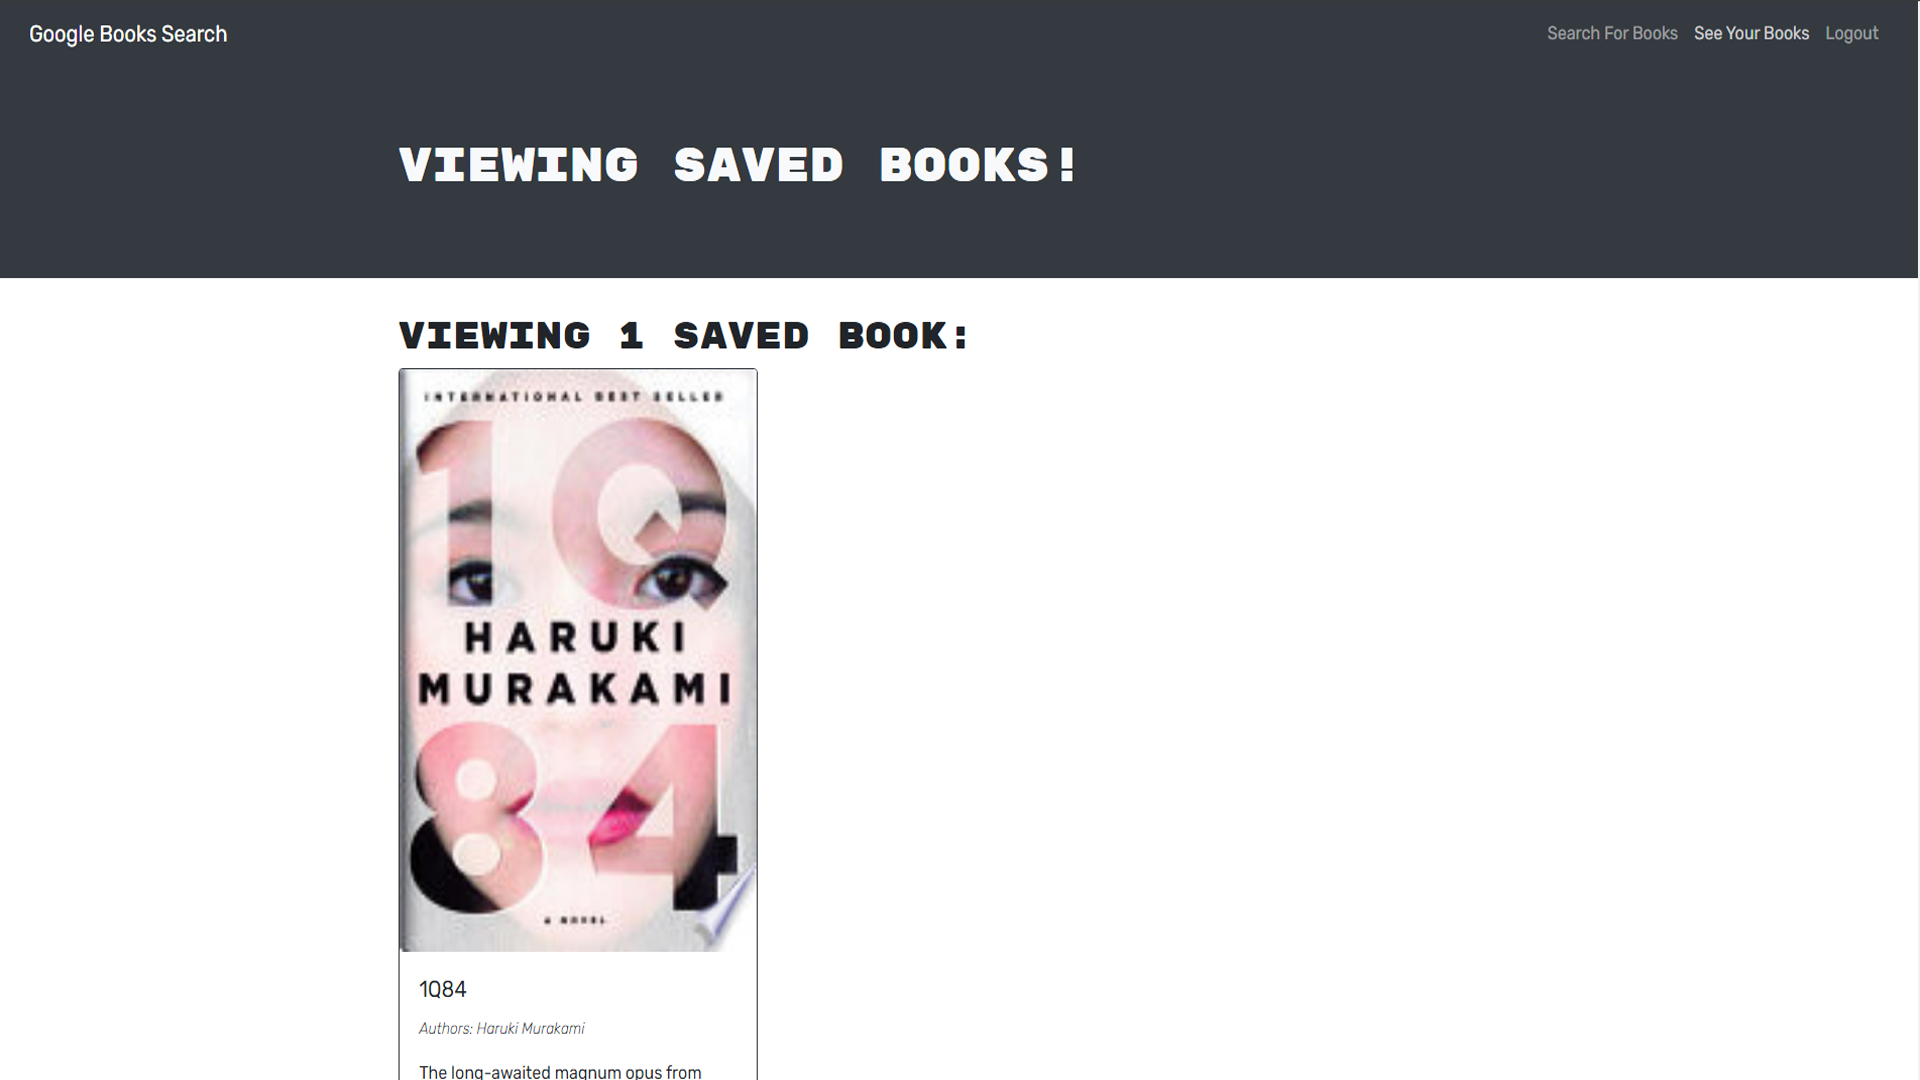 Google Books Search
Search For Books See Your Books Logout
VIEWING SAVED BOOKS!
VIEWING 1 SAVED BOOK:
INTERNATIONAL BEST SELLER
1Q
HARUKI
MURAKAMI
84
A NOVEL
1Q84
Authors: Haruki Murakami
The long-awaited magnum opus from